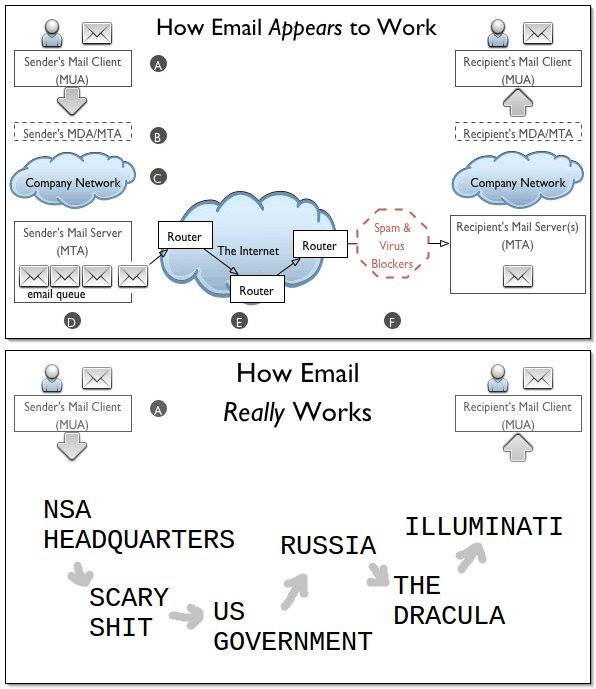 How Email Appears to Work
Sender's Mail Client
(MUA)
A
Recipient's Mail Client
(MUA)
Sender's MDA/MTA
B
Recipient's MDA/MTA
Company Network
C
Company Network
Sender's Mail Server
(MTA)
email queue
Router
The Internet
Router
Router
Spam &
Virus
Blockers
Recipient's Mail Server(s)
(MTA)
D
E
F
How Email
Really Works
Sender's Mail Client
(MUA)
A
Recipient's Mail Client
(MUA)
NSA
HEADQUARTERS
SCARY
SHIT
US
GOVERNMENT
RUSSIA
THE
DRACULA
ILLUMINATI